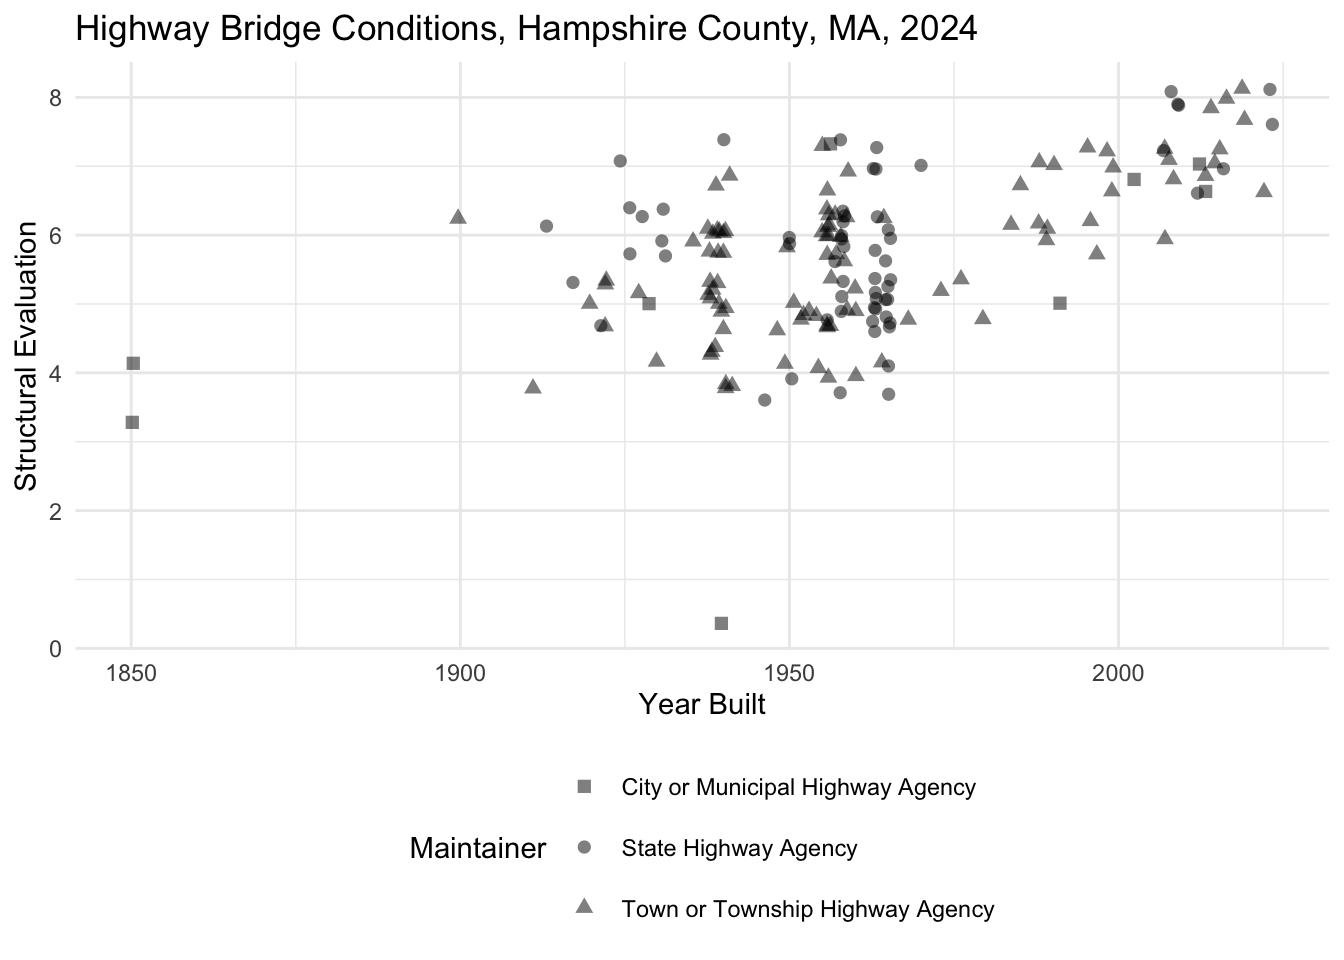 Highway Bridge Conditions, Hampshire County, MA, 2024
Structural Evaluation
8
6
4
2
0
1850 1900 1950 2000
Year Built
Maintainer
City or Municipal Highway Agency
State Highway Agency
Town or Township Highway Agency